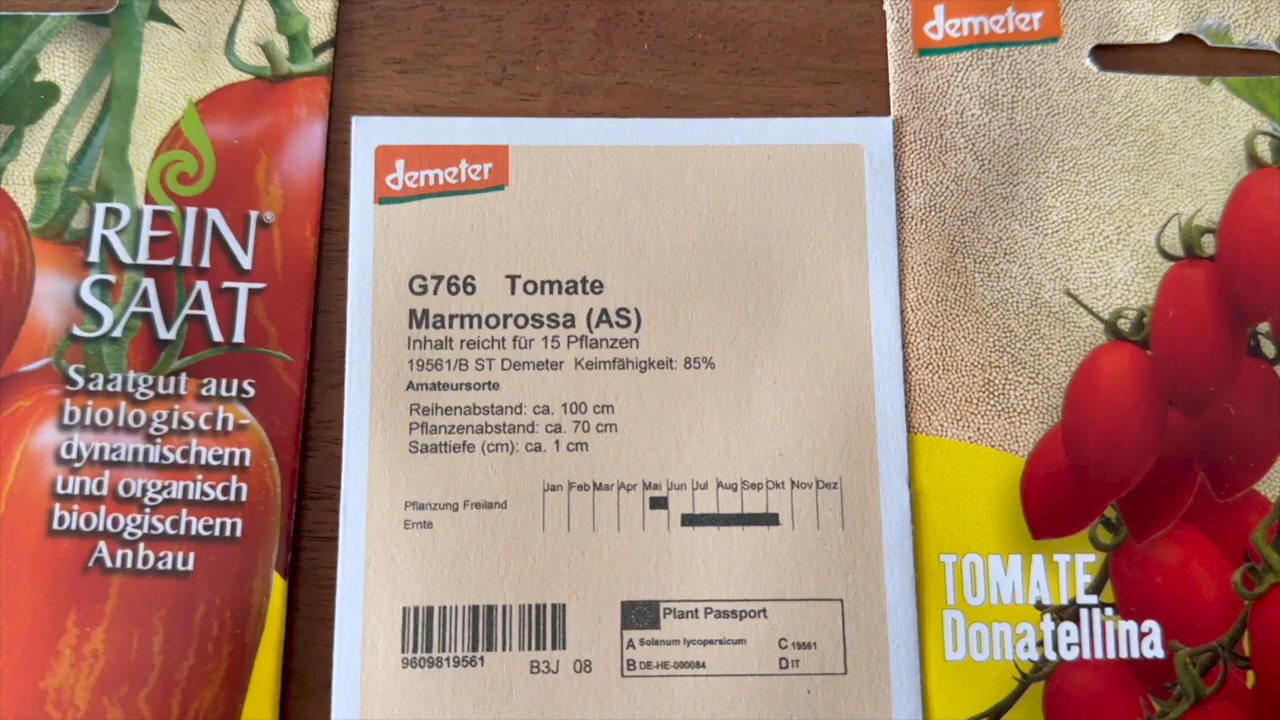 REIN
SAAT®
Saatgut aus
biologisch-
dynamischem
und organisch
biologischem
Anbau
demeter
G766 Tomate
Marmorossa (AS)
Inhalt reicht für 15 Pflanzen
19561/B ST Demeter Keimfähigkeit: 85%
Amateursorte
Reihenabstand: ca. 100 cm
Pflanzenabstand: ca. 70 cm
Saattiefe (cm): ca. 1 cm
Jan Feb Mar Apr Mai Jun Jul Aug Sep Okt Nov Dez
Pflanzung Freiland
Ernte
9609819561
B3J 08
Plant Passport
A Solanum lycopersicum C 19561
B DE-HE-000084 D IT
demeter
TOMATE
Donatellina